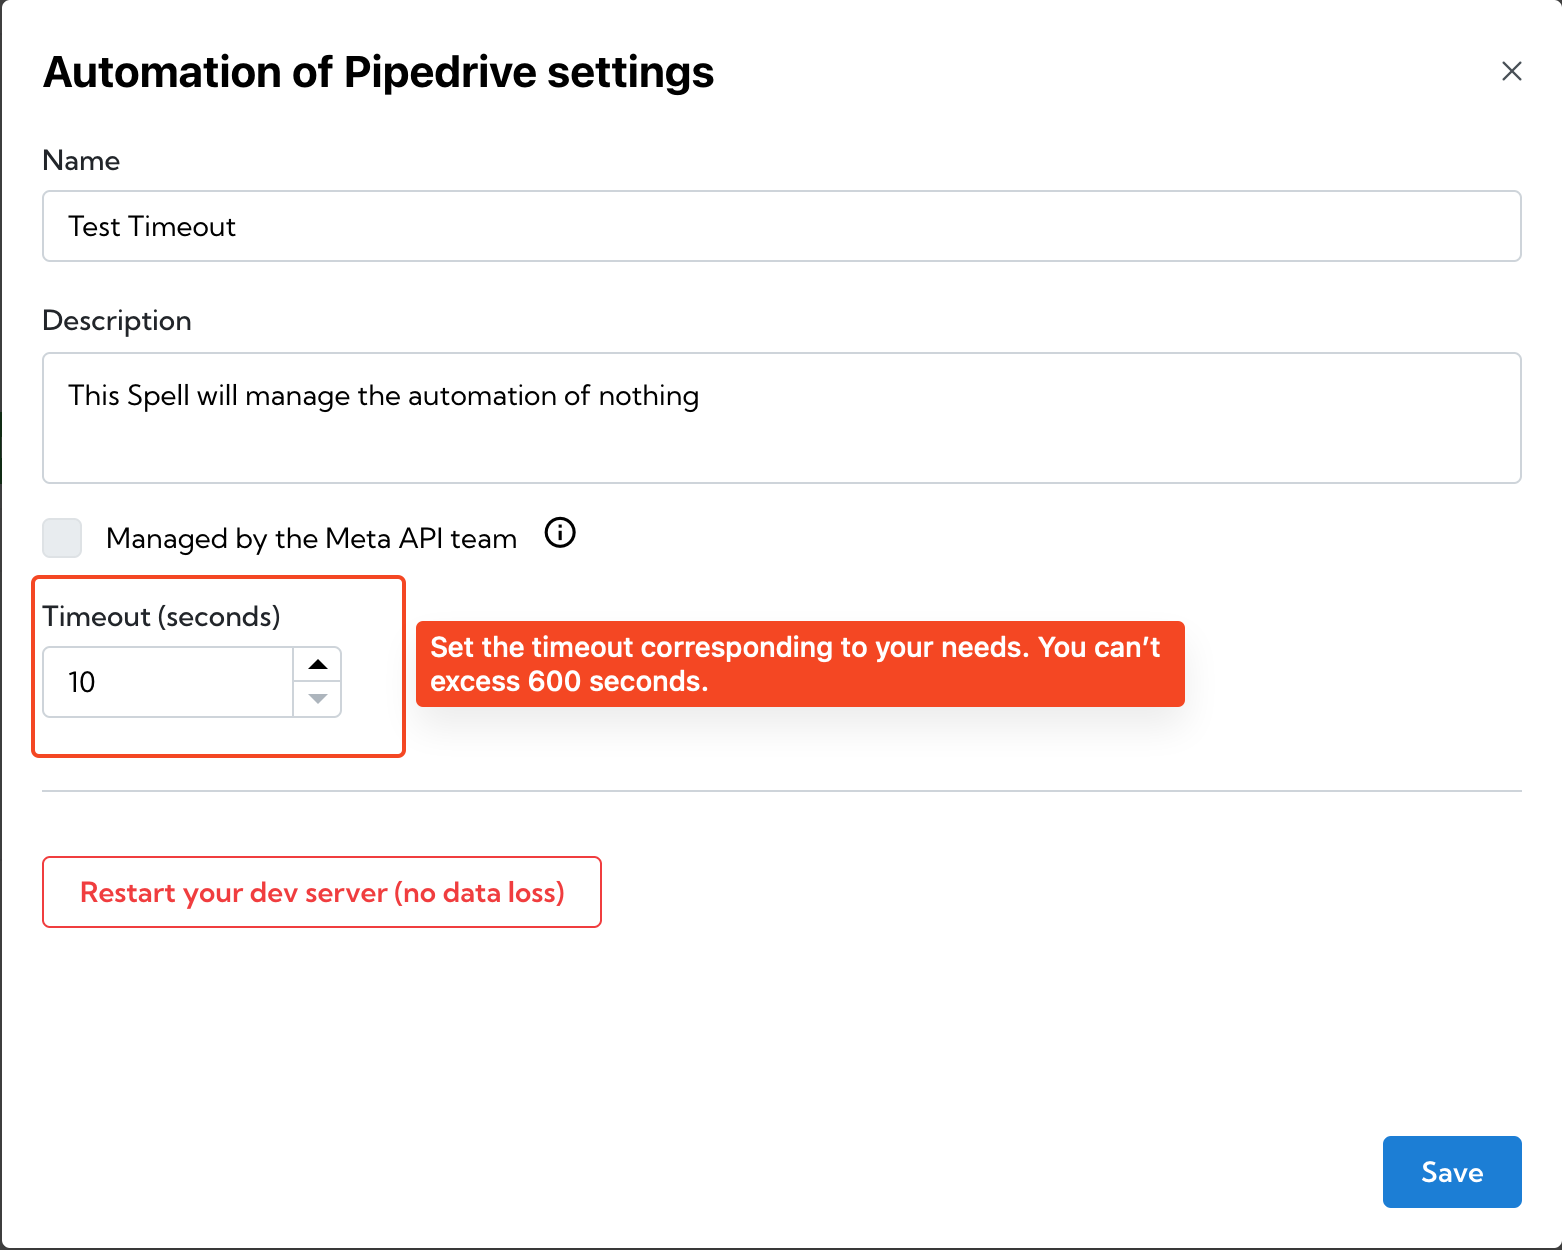 Automation of Pipedrive settings
Name
Test Timeout
Description
This Spell will manage the automation of nothing
Managed by the Meta API team
Timeout (seconds)
10
Set the timeout corresponding to your needs. You can’t
excess 600 seconds.
Restart your dev server (no data loss)
Save